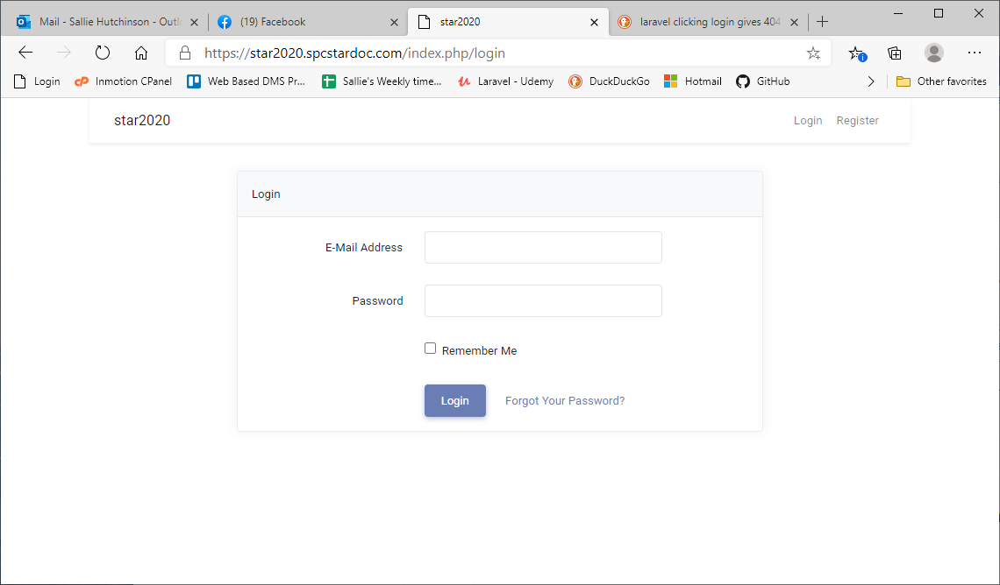 Mail - Sallie Hutchinson - Outl
(19) Facebook
star2020
laravel clicking login gives 404
https://star2020.spcstardoc.com/index.php/login
Login
Inmotion CPanel
Web Based DMS Pr...
Sallie's Weekly time...
Laravel - Udemy
DuckDuckGo
Hotmail
GitHub
Other favorites
star2020
Login
Register
Login
E-Mail Address
Password
Remember Me
Login
Forgot Your Password?